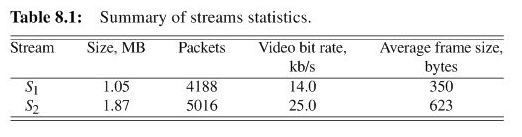 Table 8.1: Summary of streams statistics.
Stream Size, MB Packets Video bit rate, Average frame size,
kb/s bytes
S1 1.05 4188 14.0 350
S2 1.87 5016 25.0 623